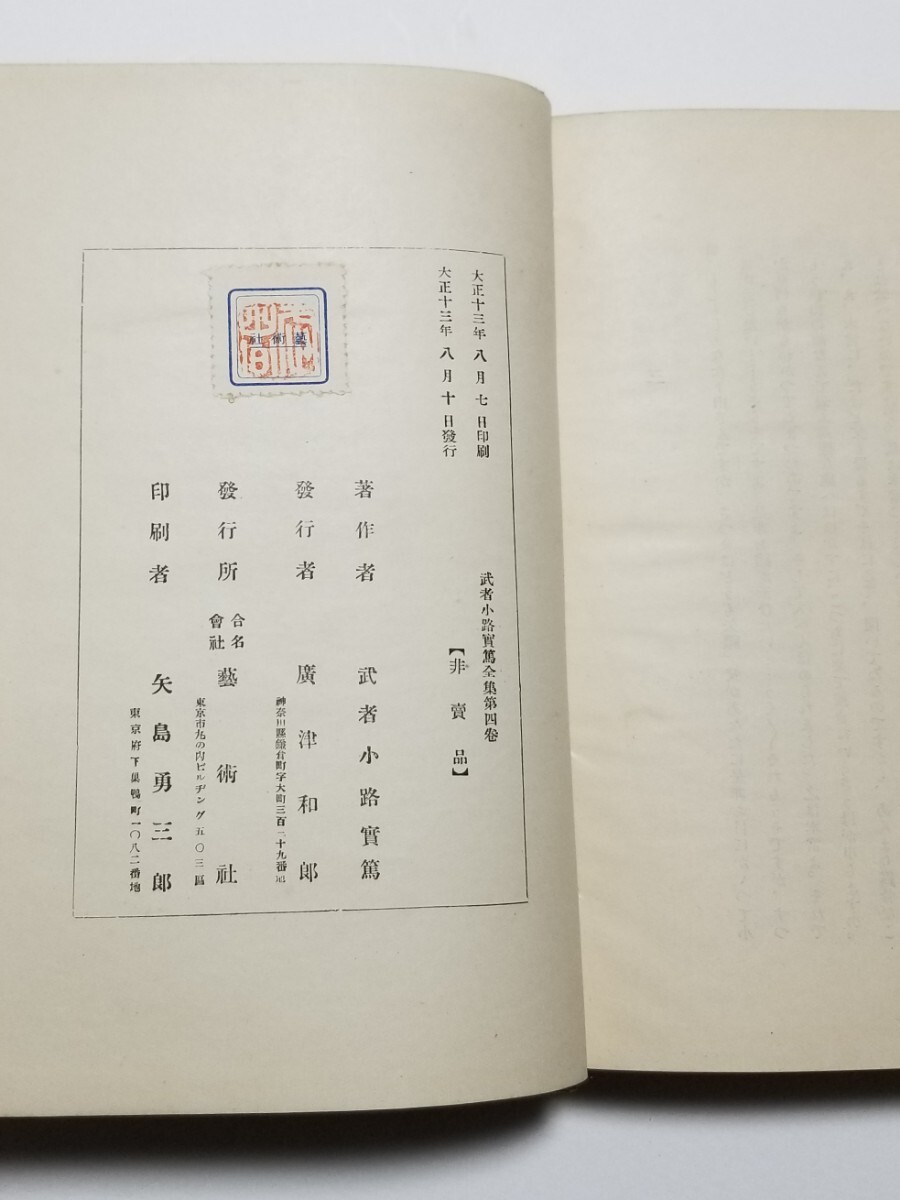 大正十三年八月七日印刷
大正十三年八月十日發行
武者小路實篤全集第四卷
【非賣品】
著作者 武者小路實篤
發行者 廣津和郎
神奈川縣鎌倉町字大町三百二十九番地
發行所 合名會社 藝術社
東京市丸の內ビルヂング五〇三區
印刷者 矢島勇三郎
東京府下巢鴨町一〇八二番地
藝術社